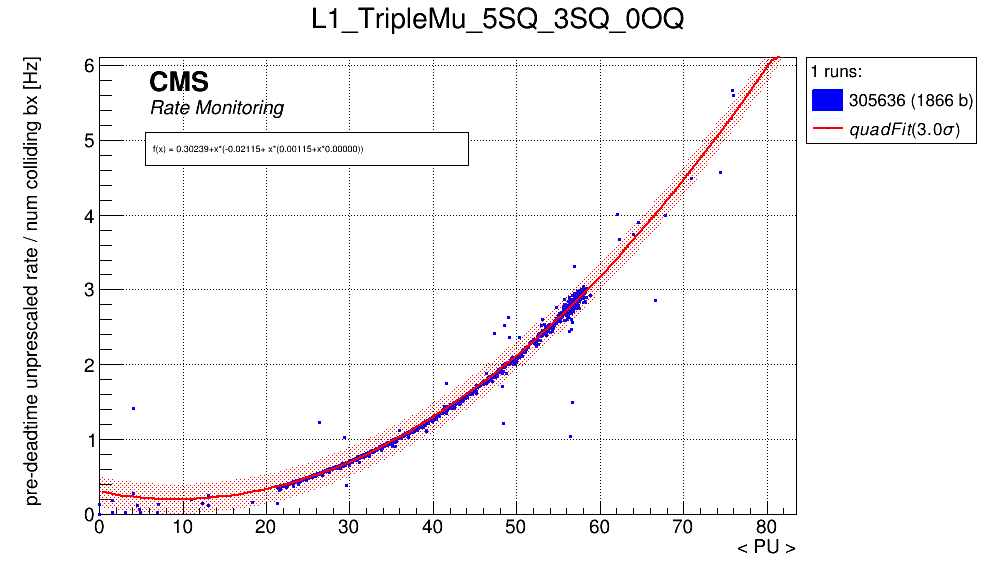 L1_TripleMu_5SQ_3SQ_0OQ
pre-deadtime unprescaled rate / num colliding bx [Hz]
6
5
4
3
2
1
0
CMS
Rate Monitoring
f(x) = 0.30239+x*(-0.02115+ x*(0.00115+x*0.00000))
1 runs:
305636 (1866 b)
quadFit(3.0σ)
0 10 20 30 40 50 60 70 80
< PU >